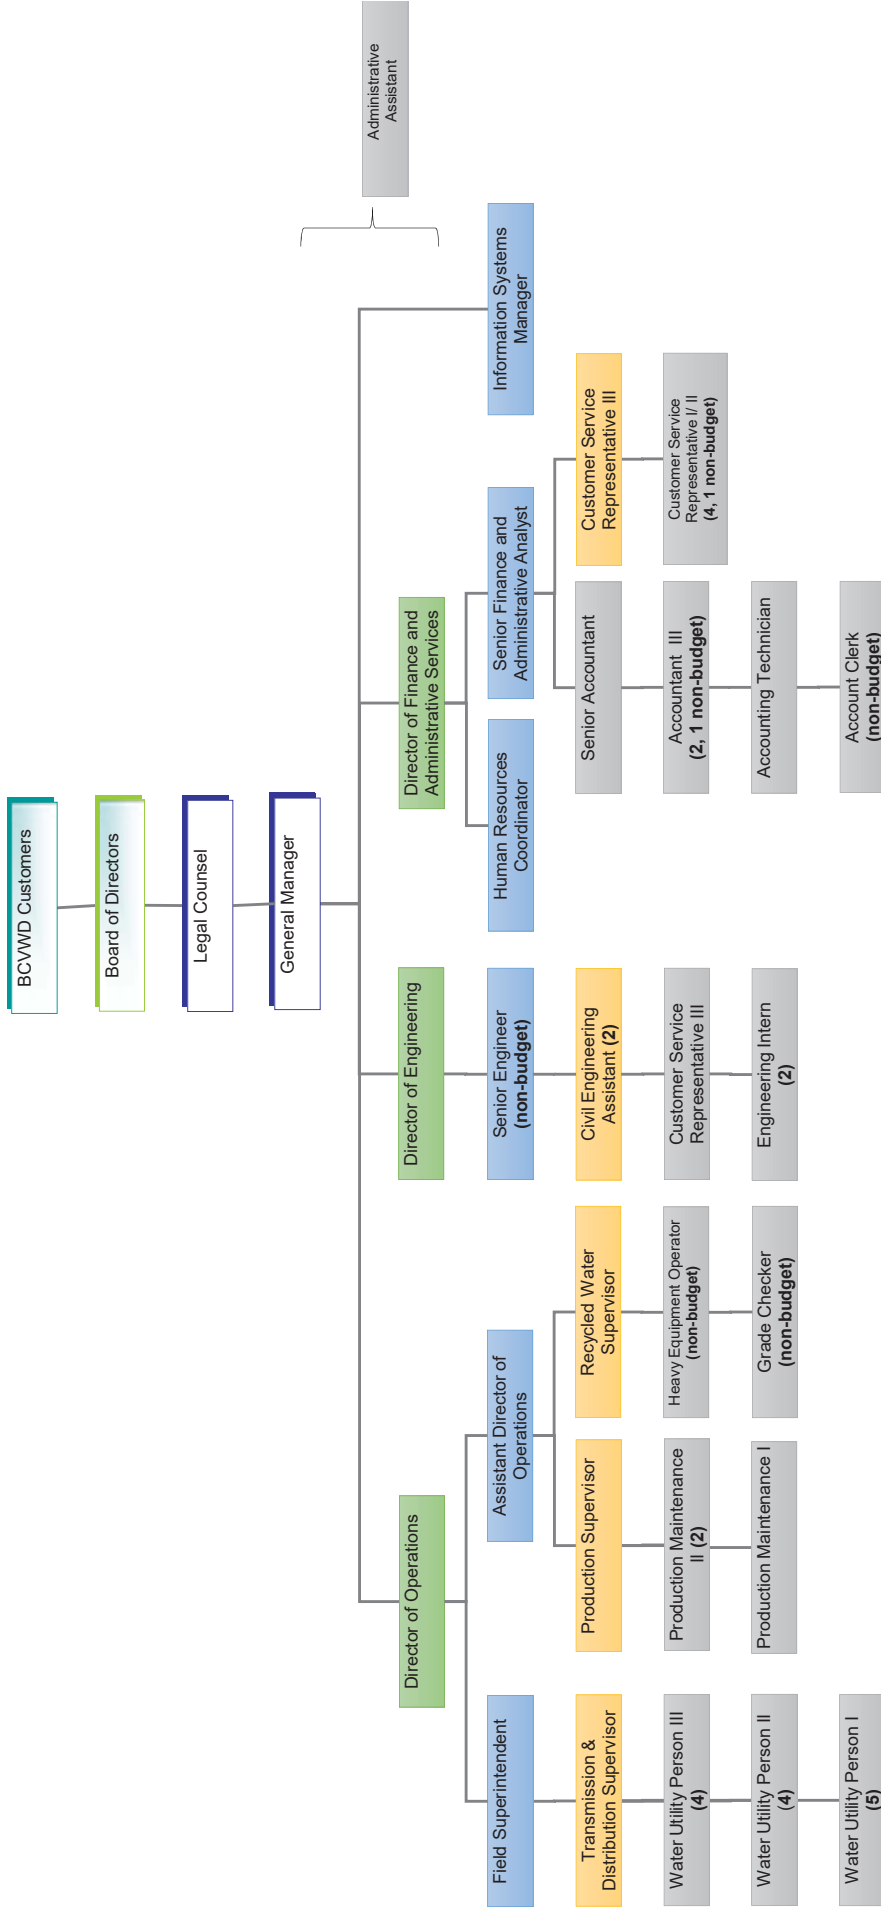 BCVWD Customers
Board of Directors
Legal Counsel
General Manager
Administrative
Assistant
Director of Operations
Director of Engineering
Director of Finance and
Administrative Services
Field Superintendent
Assistant Director of
Operations
Senior Engineer
(non-budget)
Human Resources
Coordinator
Senior Finance and
Administrative Analyst
Information Systems
Manager
Transmission &
Distribution Supervisor
Production Supervisor
Recycled Water
Supervisor
Civil Engineering
Assistant (2)
Senior Accountant
Customer Service
Representative III
Water Utility Person III
(4)
Production Maintenance
II (2)
Heavy Equipment Operator
(non-budget)
Customer Service
Representative III
Accountant III
(2, 1 non-budget)
Customer Service
Representative I/ II
(4, 1 non-budget)
Water Utility Person II
(4)
Production Maintenance I
Grade Checker
(non-budget)
Engineering Intern
(2)
Accounting Technician
Water Utility Person I
(5)
Account Clerk
(non-budget)